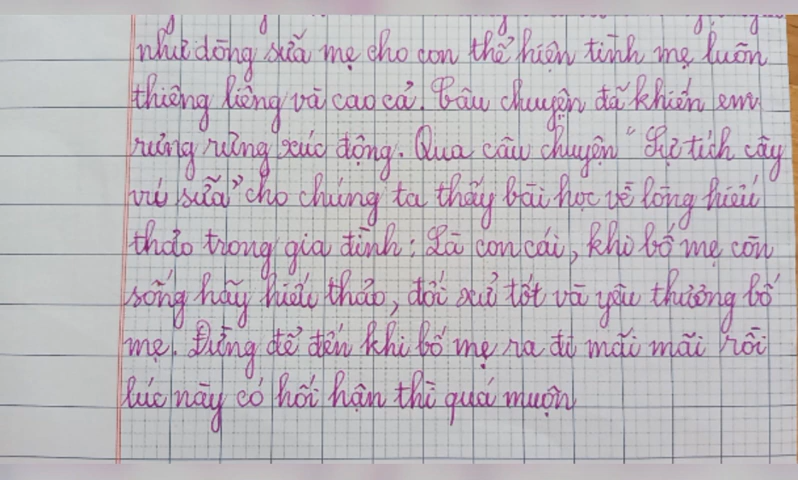 như dòng sữa mẹ cho con thể hiện tình mẹ luôn
thiêng liêng và cao cả. Câu chuyện đã khiến em
rưng rưng xúc động. Qua câu chuyện "Sự tích cây
vú sữa" cho chúng ta thấy bài học về lòng hiếu
thảo trong gia đình: Là con cái, khi bố mẹ còn
sống hãy hiếu thảo, đối xử tốt và yêu thương bố
mẹ. Đừng để đến khi bố mẹ ra đi mãi mãi rồi
lúc này có hối hận thì quá muộn